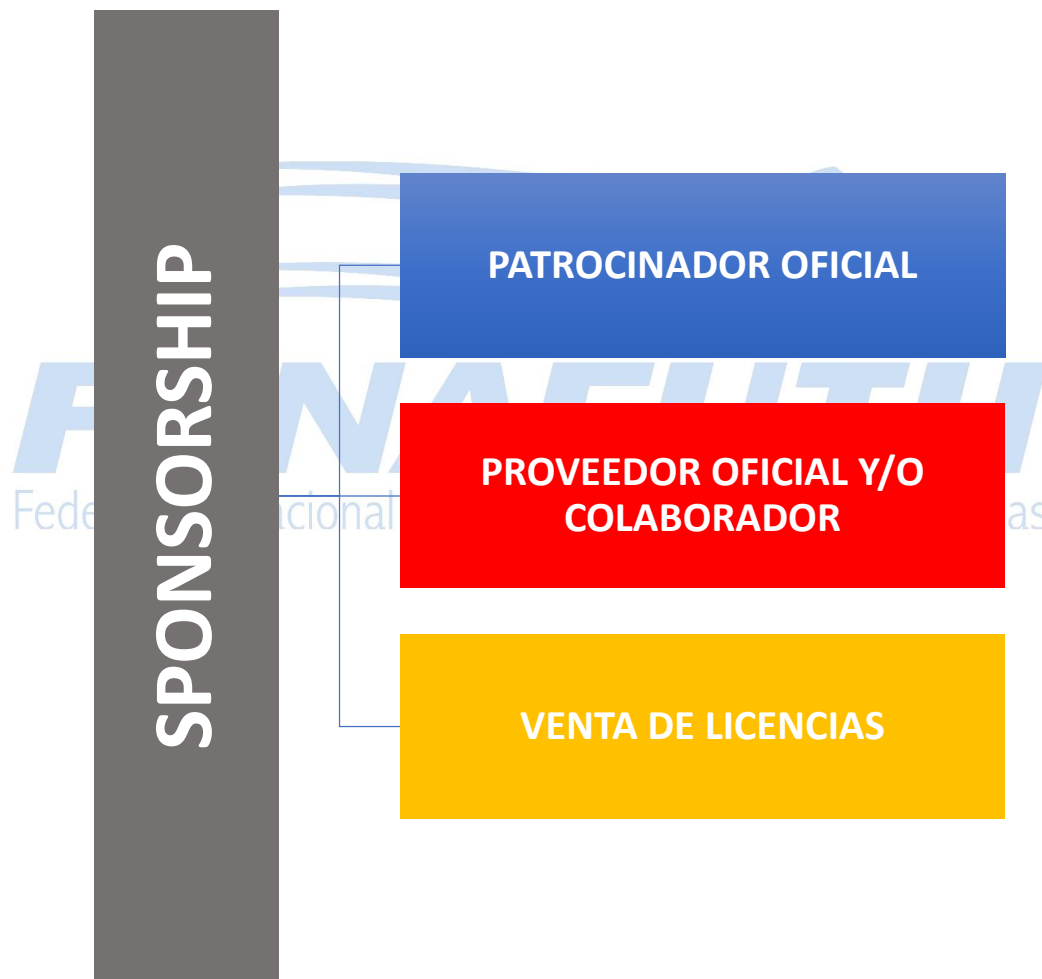 SPONSORSHIP
PATROCINADOR OFICIAL
PROVEEDOR OFICIAL Y/O
COLABORADOR
VENTA DE LICENCIAS